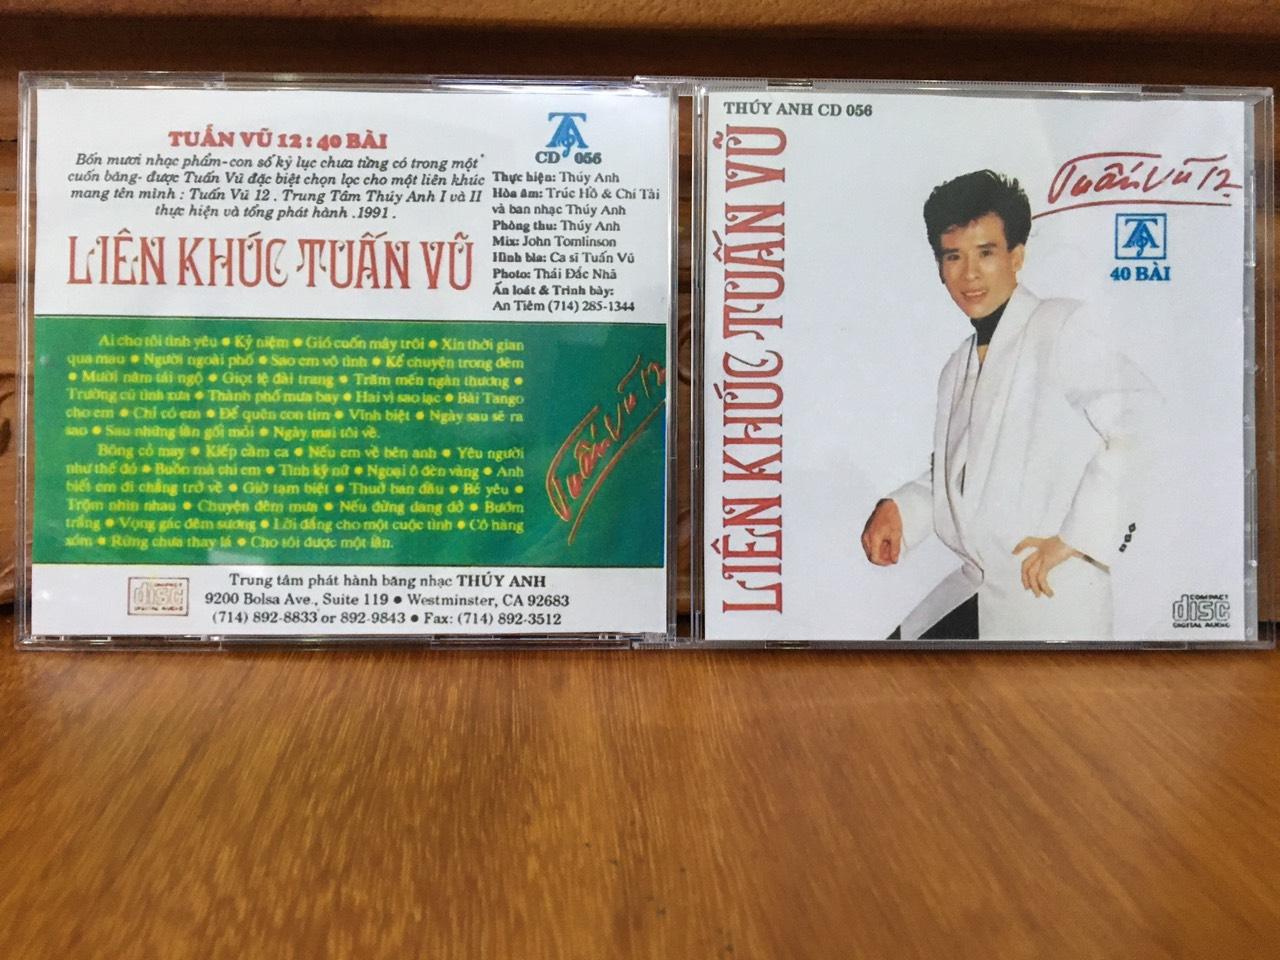 TUẤN VŨ 12 : 40 BÀI
Bốn mươi nhạc phẩm-con số kỷ lục chưa từng có trong một
cuốn băng- được Tuấn Vũ đặc biệt chọn lọc cho một liên khúc
mang tên mình : Tuấn Vũ 12 . Trung Tâm Thúy Anh I và II
thực hiện và tổng phát hành .1991 .
LIÊN KHÚC TUẤN VŨ
TA
CD 056
Thực hiện: Thúy Anh
Hòa âm: Trúc Hồ & Chí Tài
và ban nhạc Thúy Anh
Phòng thu: Thúy Anh
Mix: John Tomlinson
Hình bìa: Ca sĩ Tuấn Vũ
Photo: Thái Đắc Nhã
Ấn loát & Trình bày:
An Tiêm (714) 285-1344
Ai cho tôi tình yêu • Kỷ niệm • Gió cuốn mây trôi • Xin thời gian
qua mau • Người ngoài phố • Sao em vô tình • Kể chuyện trong đêm
• Mười năm tái ngộ • Giọt lệ đài trang • Trăm mến ngàn thương •
Trường cũ tình xưa • Thành phố mưa bay • Hai vì sao lạc • Bài Tango
cho em • Chỉ có em • Để quên con tim • Vĩnh biệt • Ngày sau sẽ ra
sao • Sau những lần gối mỏi • Ngày mai tôi về.
Bông cỏ may • Kiếp cầm ca • Nếu em về bên anh • Yêu người
như thế đó • Buồn mà chi em • Tình kỹ nữ • Ngoại ô đèn vàng • Anh
biết em đi chẳng trở về • Giờ tạm biệt • Thuở ban đầu • Bé yêu •
Trộm nhìn nhau • Chuyện đêm mưa • Nếu đừng dang dở • Bướm
trắng • Vọng gác đêm sương • Lời đắng cho một cuộc tình • Cô hàng
xóm • Rừng chưa thay lá • Cho tôi được một lần.
Tuấn Vũ 12
COMPACT
disc
DIGITAL AUDIO
Trung tâm phát hành băng nhạc THÚY ANH
9200 Bolsa Ave., Suite 119 • Westminster, CA 92683
(714) 892-8833 or 892-9843 • Fax: (714) 892-3512
THÚY ANH CD 056
LIÊN KHÚC TUẤN VŨ
Tuấn Vũ 12
TA
40 BÀI
COMPACT
disc
DIGITAL AUDIO